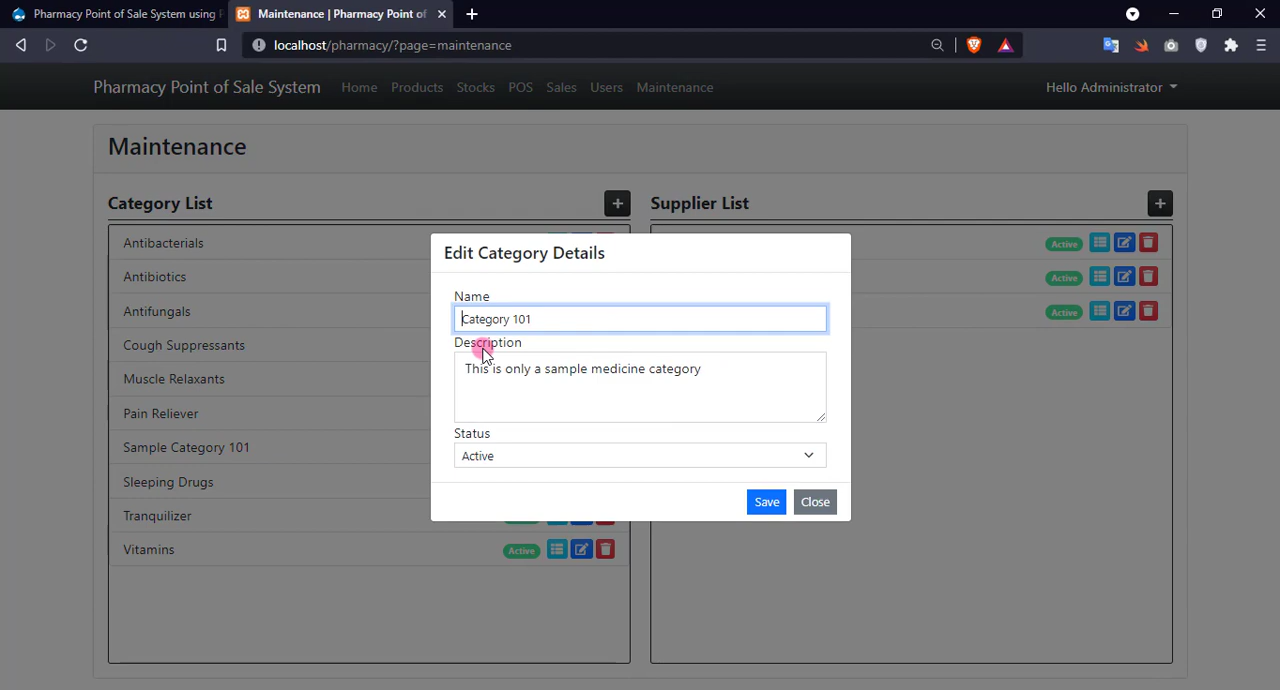 Pharmacy Point of Sale System using
Maintenance | Pharmacy Point of
localhost/pharmacy/?page=maintenance
Pharmacy Point of Sale System Home Products Stocks POS Sales Users Maintenance Hello Administrator
Maintenance
Category List
Supplier List
Antibacterials
Antibiotics
Antifungals
Cough Suppressants
Muscle Relaxants
Pain Reliever
Sample Category 101
Sleeping Drugs
Tranquilizer
Vitamins Active
Active
Active
Active
Edit Category Details
Name
Category 101
Description
This is only a sample medicine category
Status
Active
Save Close